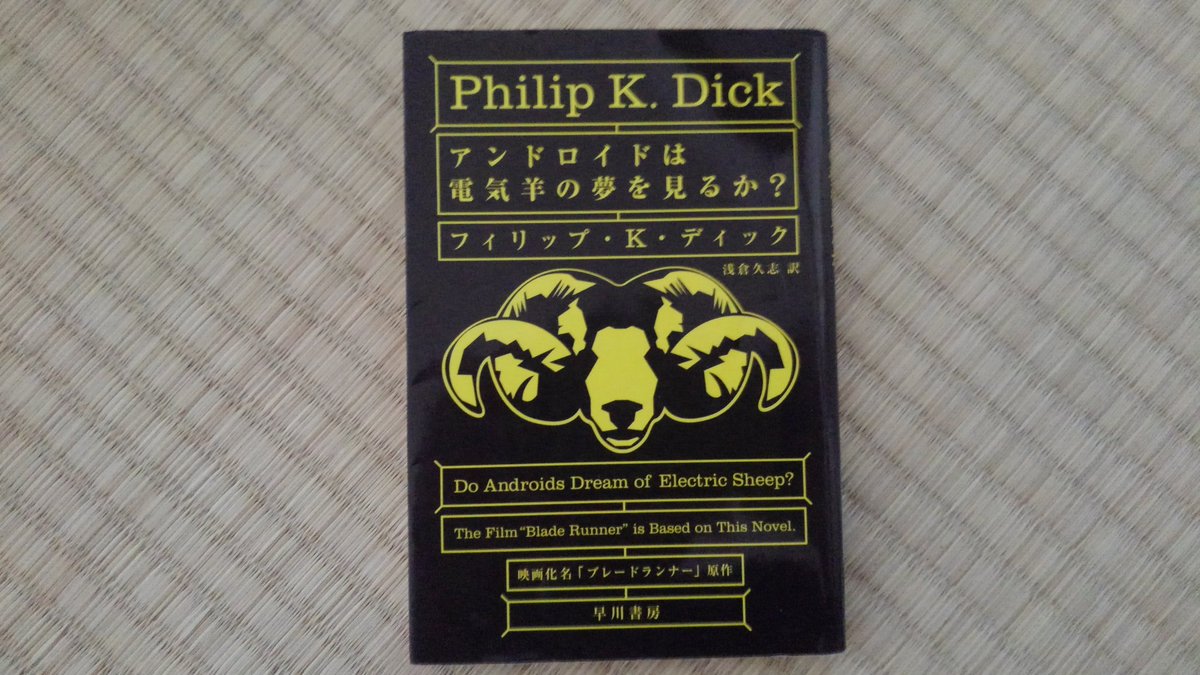 Philip K. Dick
アンドロイドは
電気羊の夢を見るか?
フィリップ・K・ディック
浅倉久志 訳
Do Androids Dream of Electric Sheep?
The Film “Blade Runner” is Based on This Novel.
映画化名「ブレードランナー」原作
早川書房